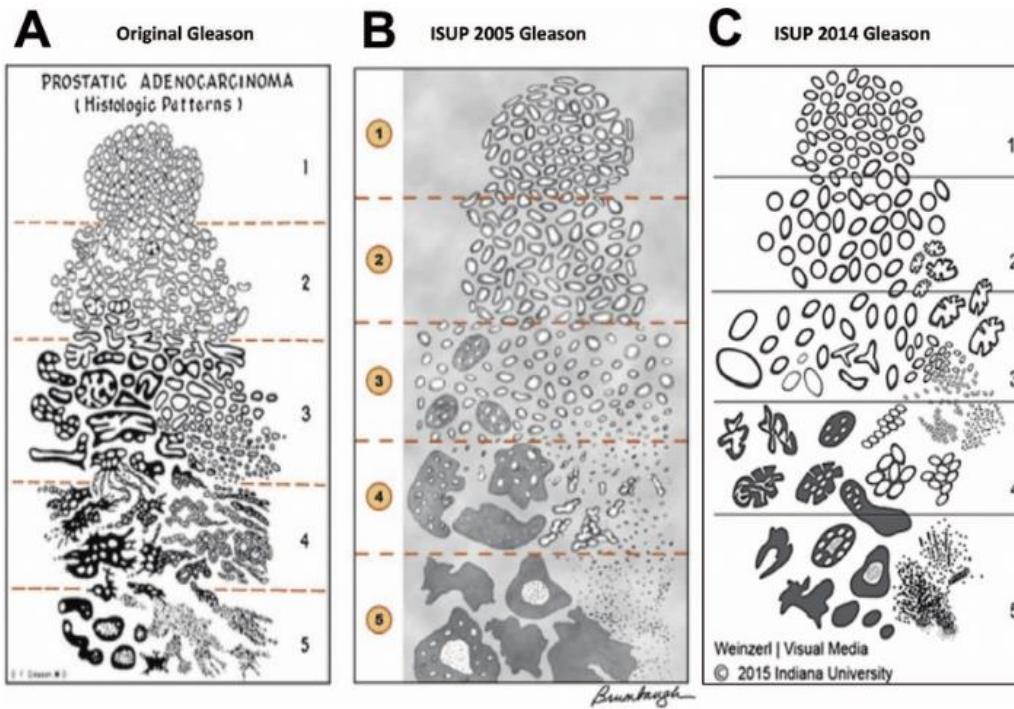 A Original Gleason
PROSTATIC ADENOCARCINOMA
(Histologic Patterns)
1
2
3
4
5
B ISUP 2005 Gleason
1
2
3
4
5
Brumbaugh
C ISUP 2014 Gleason
1
2
3
4
5
Weinzerl | Visual Media
© 2015 Indiana University